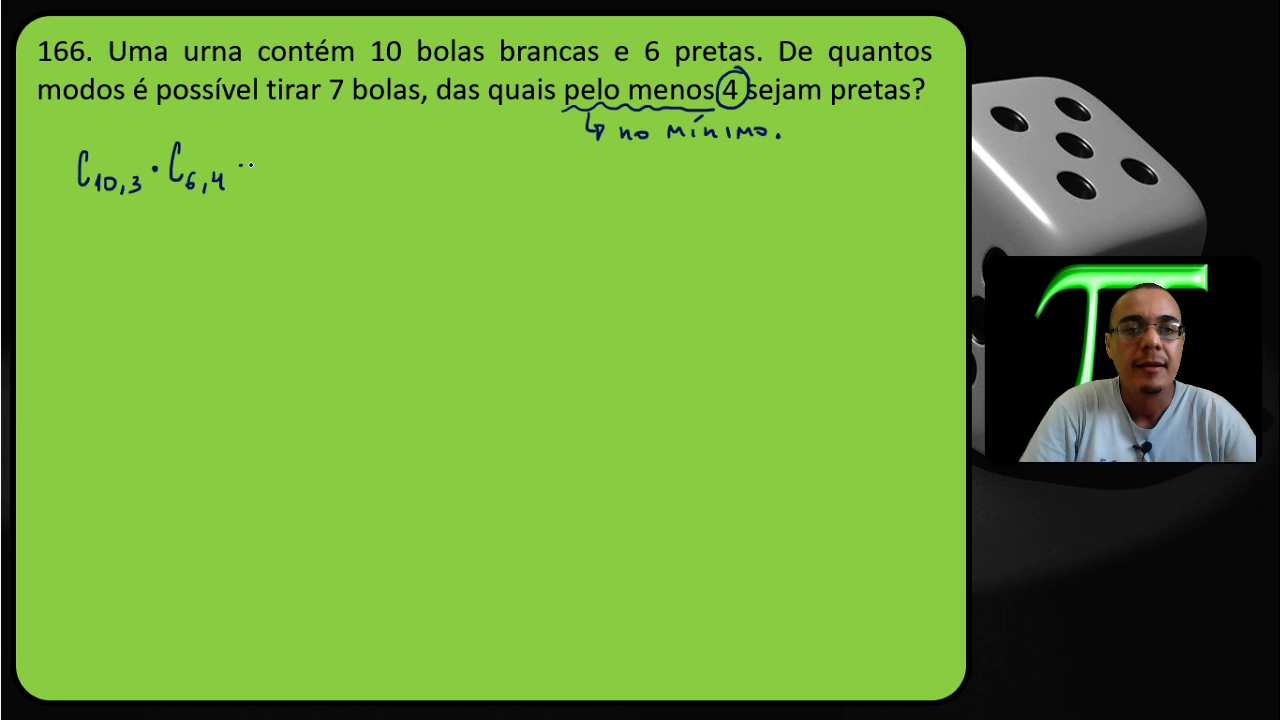 166. Uma urna contém 10 bolas brancas e 6 pretas. De quantos
modos é possível tirar 7 bolas, das quais pelo menos 4 sejam pretas?
↳ no mínimo.
C₁₀,₃ · C₆,₄